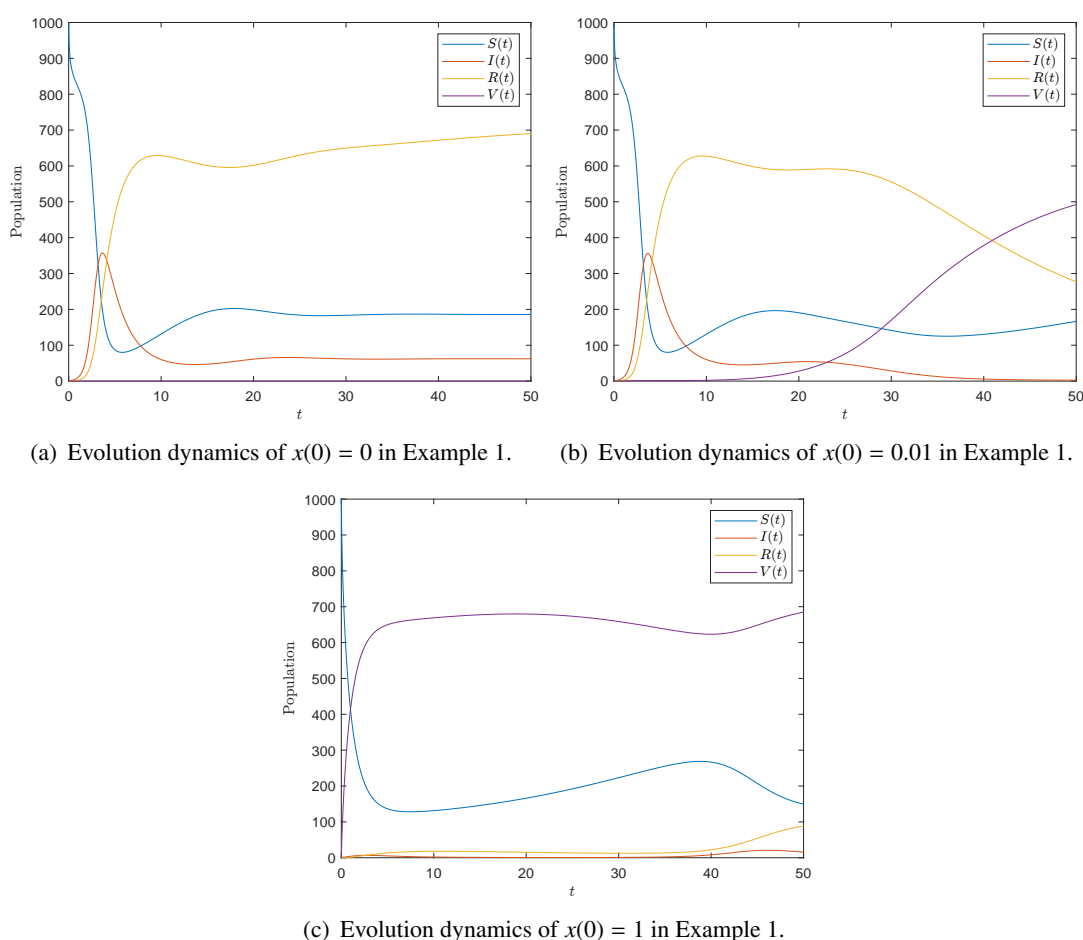 1000
900
800
700
600
500
400
300
200
100
0
Population
0 10 20 30 40 50
t
S(t)
I(t)
R(t)
V(t)
(a) Evolution dynamics of x(0) = 0 in Example 1.
1000
900
800
700
600
500
400
300
200
100
0
Population
0 10 20 30 40 50
t
S(t)
I(t)
R(t)
V(t)
(b) Evolution dynamics of x(0) = 0.01 in Example 1.
1000
900
800
700
600
500
400
300
200
100
0
Population
0 10 20 30 40 50
t
S(t)
I(t)
R(t)
V(t)
(c) Evolution dynamics of x(0) = 1 in Example 1.